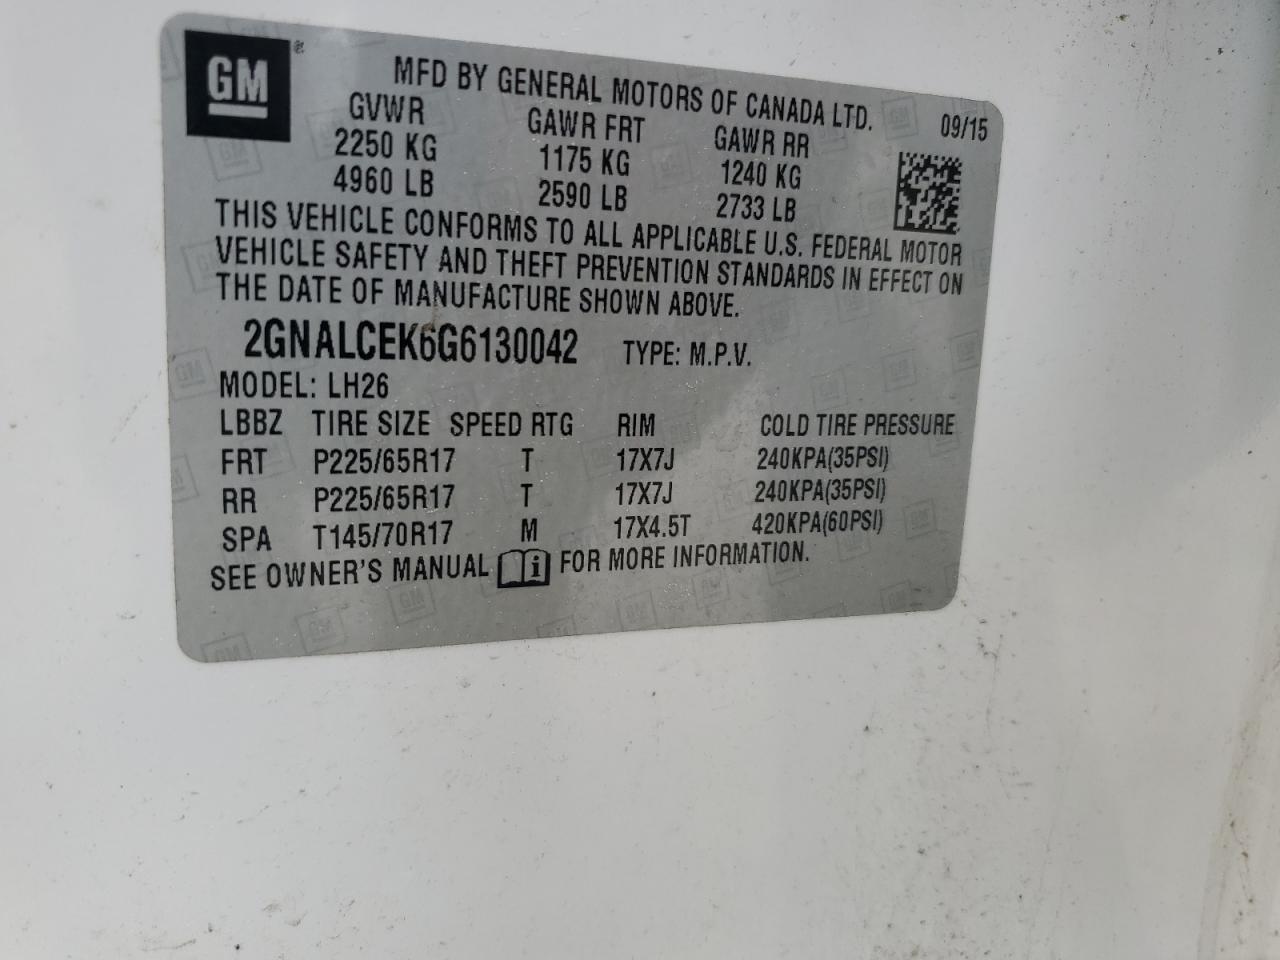 GM
MFD BY GENERAL MOTORS OF CANADA LTD. 09/15
GVWR GAWR FRT GAWR RR
2250 KG 1175 KG 1240 KG
4960 LB 2590 LB 2733 LB
THIS VEHICLE CONFORMS TO ALL APPLICABLE U.S. FEDERAL MOTOR
VEHICLE SAFETY AND THEFT PREVENTION STANDARDS IN EFFECT ON
THE DATE OF MANUFACTURE SHOWN ABOVE.
2GNALCEK6G6130042 TYPE: M.P.V.
MODEL: LH26
LBBZ TIRE SIZE SPEED RTG RIM COLD TIRE PRESSURE
FRT P225/65R17 T 17X7J 240KPA(35PSI)
RR P225/65R17 T 17X7J 240KPA(35PSI)
SPA T145/70R17 M 17X4.5T 420KPA(60PSI)
SEE OWNER'S MANUAL i FOR MORE INFORMATION.